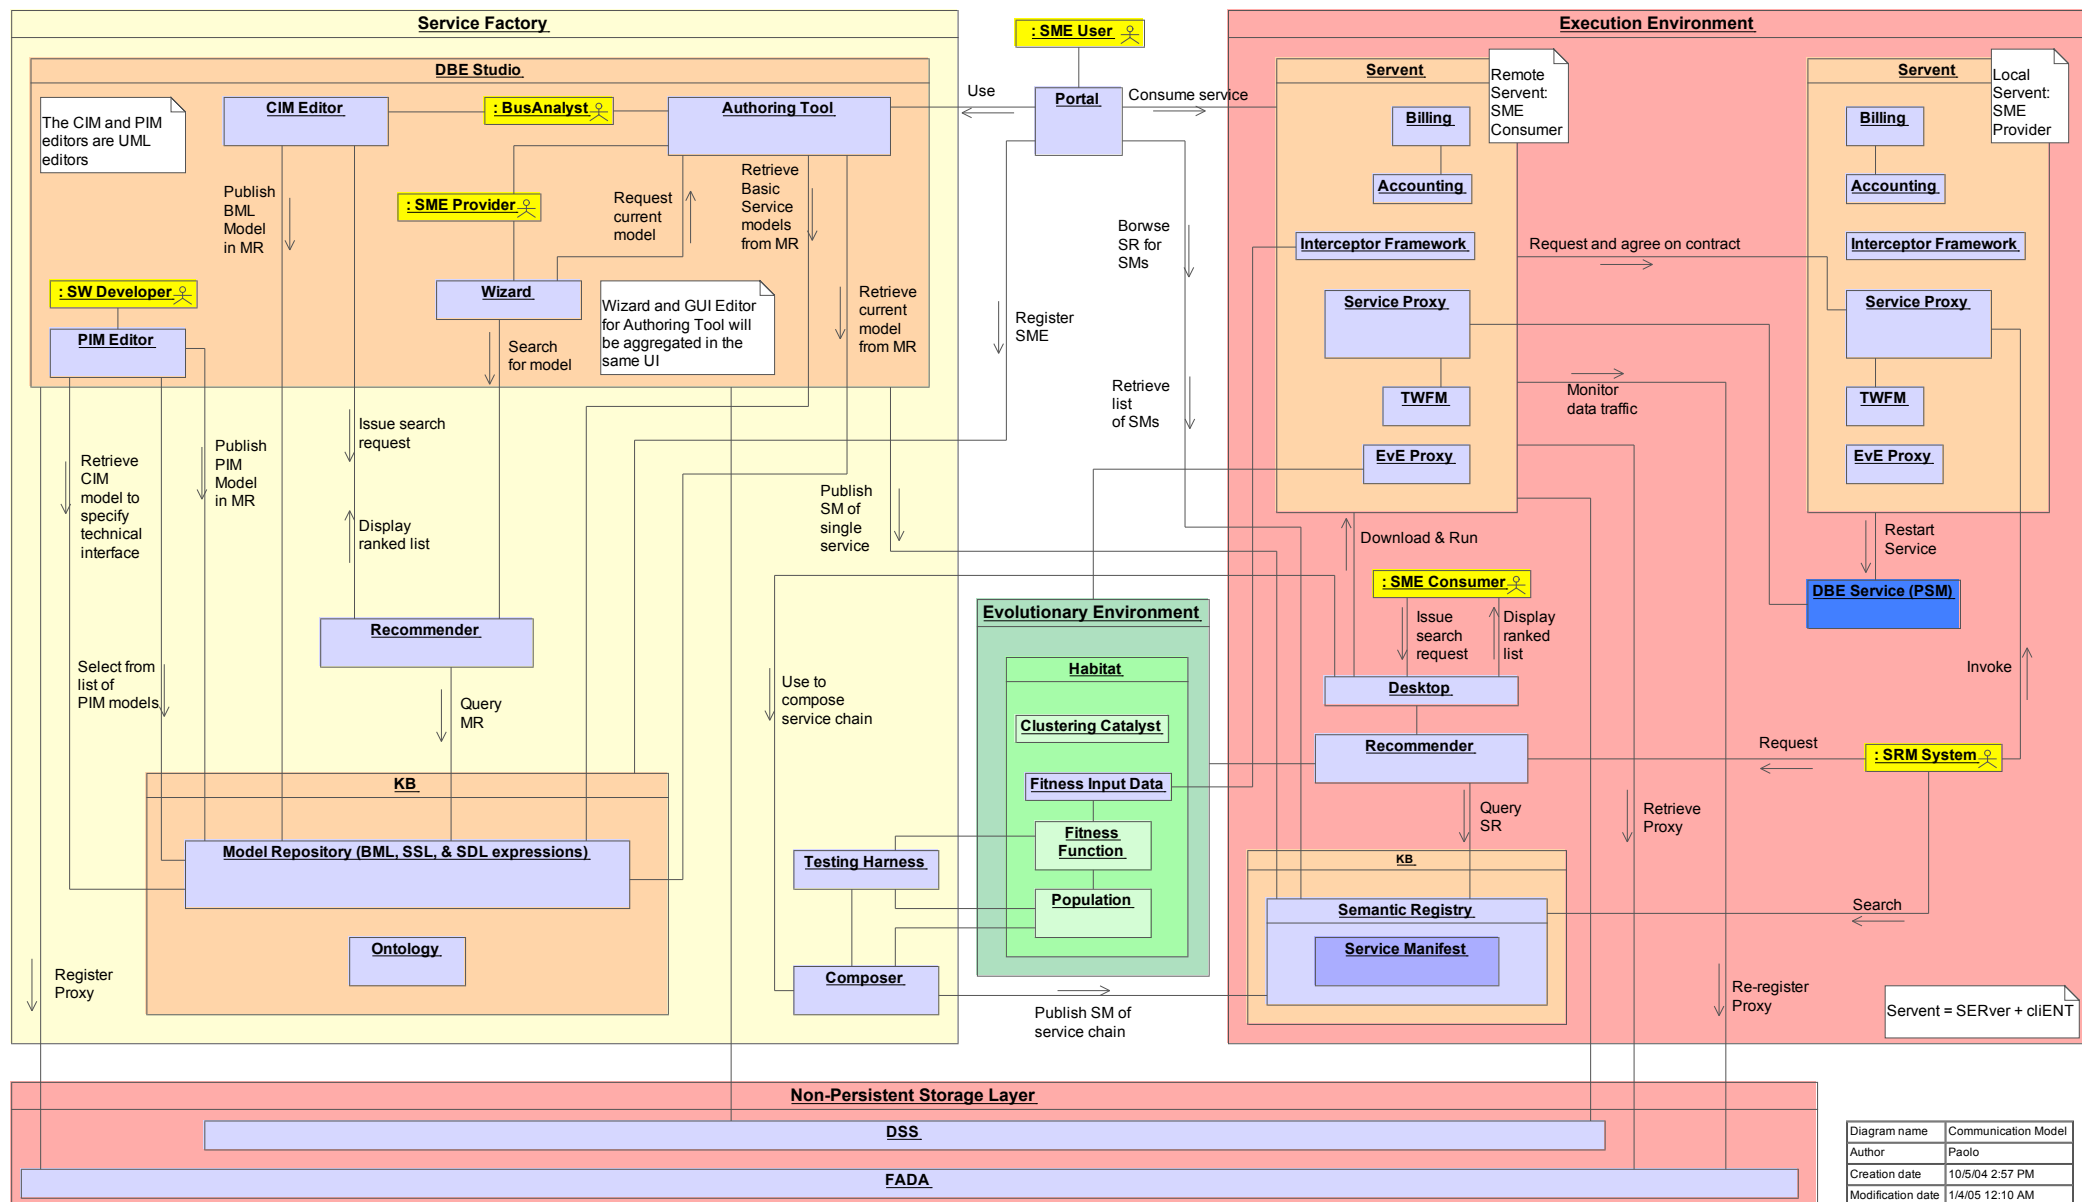 Service Factory
: SME User
Execution Environment
DBE Studio
The CIM and PIM
editors are UML
editors
CIM Editor
: BusAnalyst
Authoring Tool
Use
Portal
Consume service
Servent
Remote
Servent:
SME
Consumer
Servent
Local
Servent:
SME
Provider
Billing
Accounting
Interceptor Framework
Service Proxy
TWFM
EvE Proxy
Billing
Accounting
Interceptor Framework
Service Proxy
TWFM
EvE Proxy
Request and agree on contract
Monitor
data traffic
Publish
BML
Model
in MR
: SME Provider
Request
current
model
Retrieve
Basic
Service
models
from MR
: SW Developer
PIM Editor
Wizard
Wizard and GUI Editor
for Authoring Tool will
be aggregated in the
same UI
Retrieve
current
model
from MR
Search
for model
Borwse
SR for
SMs
Register
SME
Retrieve
list
of SMs
Issue search
request
Retrieve
CIM
model to
specify
technical
interface
Publish
PIM
Model
in MR
Display
ranked list
Publish
SM of
single
service
Download & Run
Restart
Service
: SME Consumer
DBE Service (PSM)
Evolutionary Environment
Issue
search
request
Display
ranked
list
Recommender
Select from
list of
PIM models
Query
MR
Use to
compose
service chain
Habitat
Clustering Catalyst
Fitness Input Data
Fitness
Function
Population
Desktop
Recommender
Request
: SRM System
Invoke
Query
SR
Retrieve
Proxy
KB
Model Repository (BML, SSL, & SDL expressions)
Ontology
Testing Harness
Composer
KB
Semantic Registry
Service Manifest
Search
Register
Proxy
Publish SM of
service chain
Re-register
Proxy
Servent = SERver + cliENT
Non-Persistent Storage Layer
DSS
FADA
Diagram name Communication Model
Author Paolo
Creation date 10/5/04 2:57 PM
Modification date 1/4/05 12:10 AM